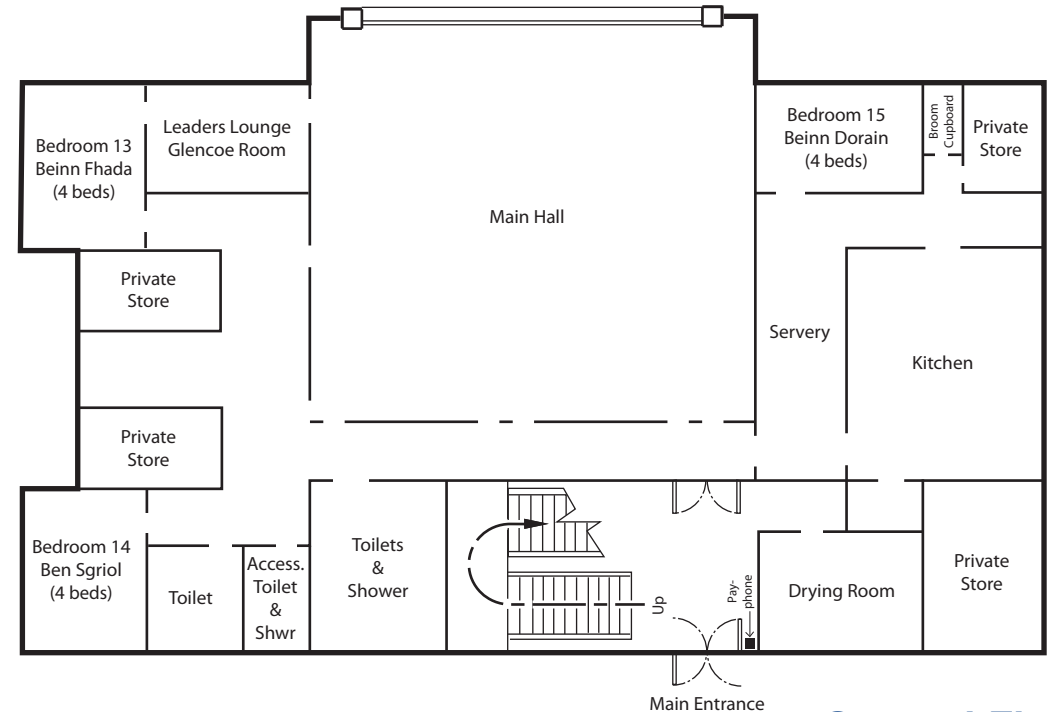 Bedroom 13
Beinn Fhada
(4 beds)
Leaders Lounge
Glencoe Room
Bedroom 15
Beinn Dorain
(4 beds)
Broom
Cupboard
Private
Store
Main Hall
Private
Store
Servery
Kitchen
Private
Store
Bedroom 14
Ben Sgriol
(4 beds)
Toilet
Access.
Toilet
&
Shwr
Toilets
&
Shower
Up
Pay-
phone
Drying Room
Private
Store
Main Entrance